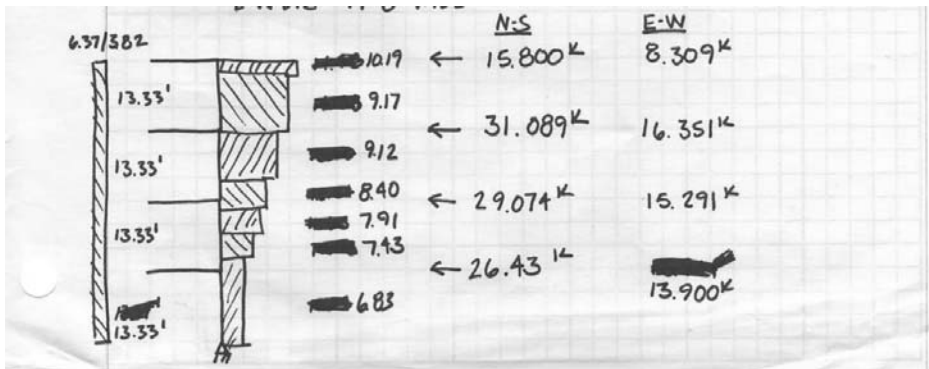 N-S E-W
6.37/3.82
10.19 ← 15.800ᴷ 8.309ᴷ
13.33' 9.17
← 31.089ᴷ 16.351ᴷ
13.33' 9.12
8.40 ← 29.074ᴷ 15.291ᴷ
7.91
13.33' 7.43
← 26.43ᴷ
13.900ᴷ
6.83
13.33'